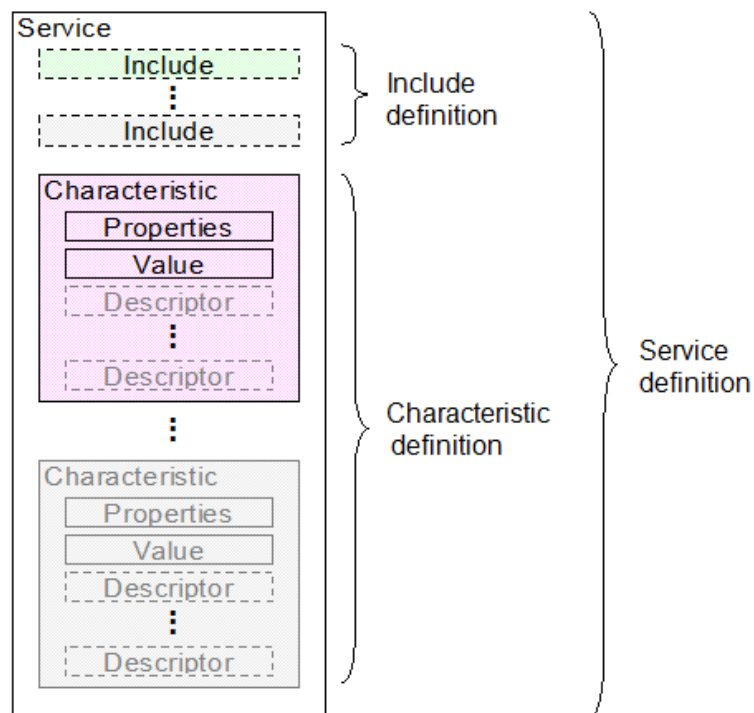 Service
Include
Include
Include
definition
Characteristic
Properties
Value
Descriptor
Descriptor
Characteristic
definition
Service
definition
Characteristic
Properties
Value
Descriptor
Descriptor